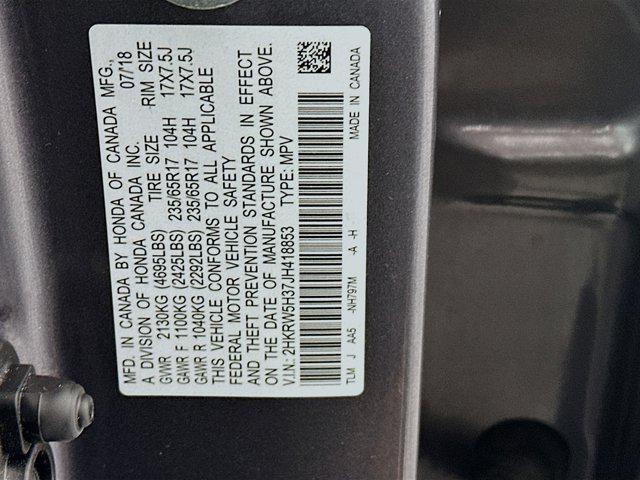 MFD. IN CANADA BY HONDA OF CANADA MFG.,
A DIVISION OF HONDA CANADA INC. 07/18
TIRE SIZE RIM SIZE
GVWR 2130KG (4695LBS)
GAWR F 1100KG (2425LBS) 235/65R17 104H 17X7.5J
GAWR R 1040KG (2292LBS) 235/65R17 104H 17X7.5J
THIS VEHICLE CONFORMS TO ALL APPLICABLE
FEDERAL MOTOR VEHICLE SAFETY
AND THEFT PREVENTION STANDARDS IN EFFECT
ON THE DATE OF MANUFACTURE SHOWN ABOVE.
V.I.N.: 2HKRW5H37JH418853 TYPE: MPV
TLM J AA5 -NH797M -A -H MADE IN CANADA